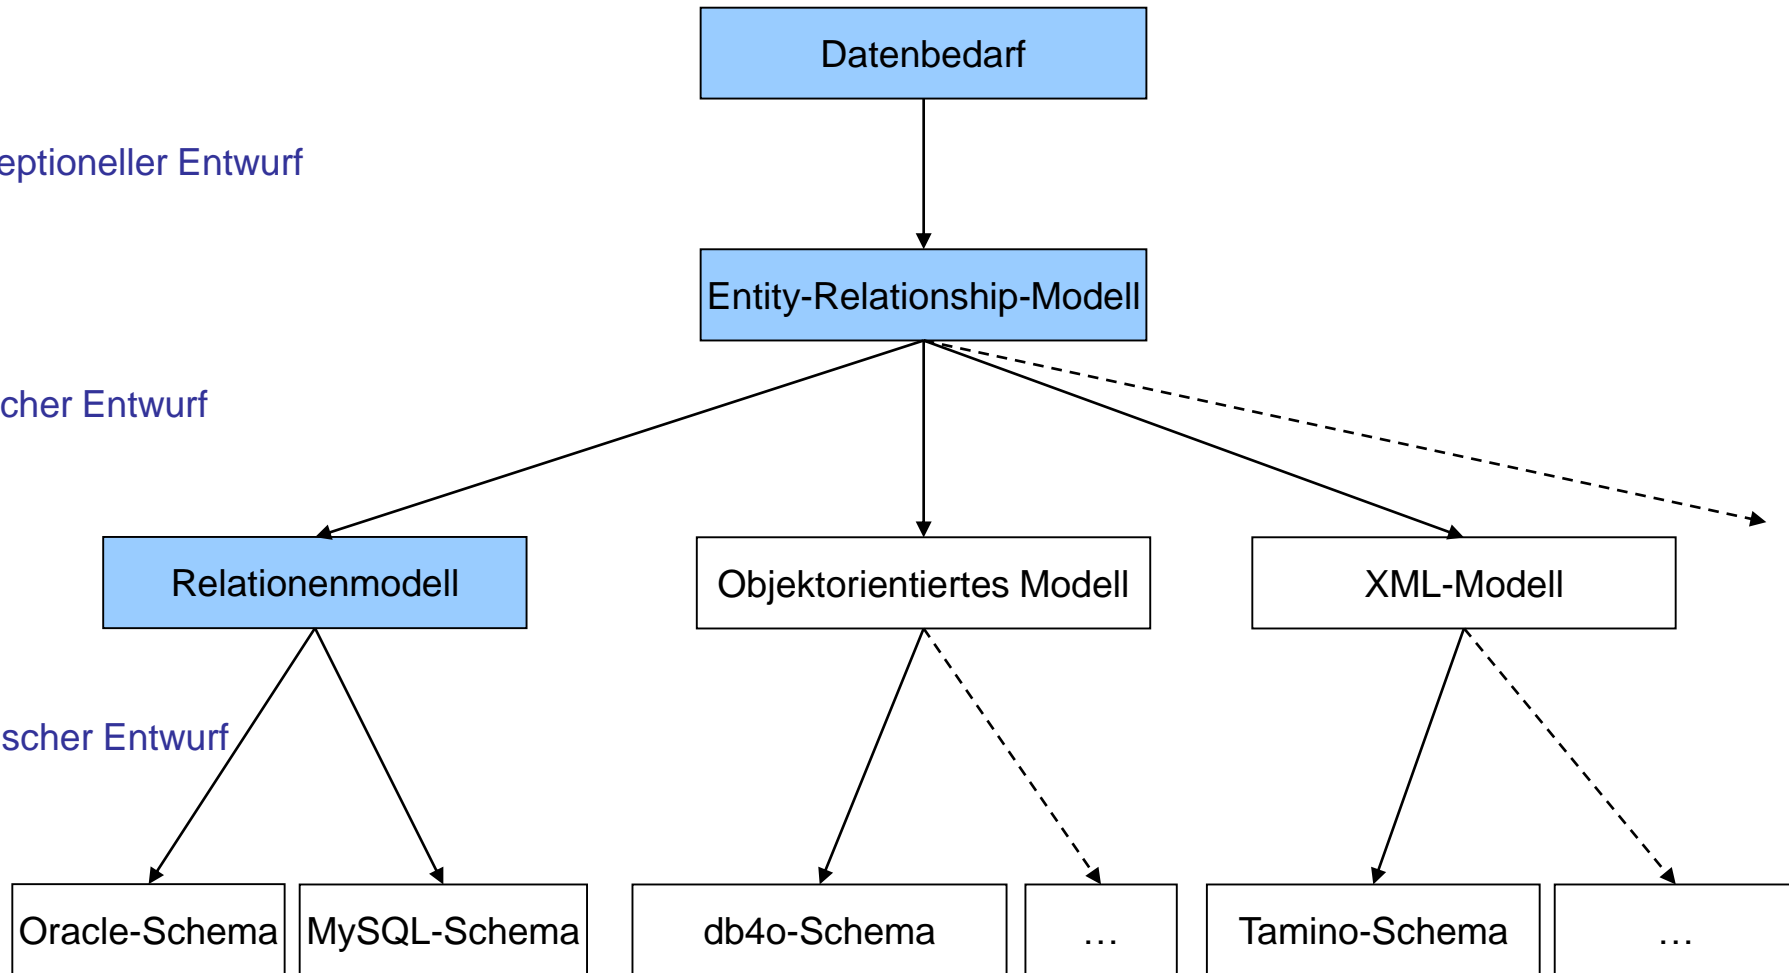 Datenbedarf
eptioneller Entwurf
Entity-Relationship-Modell
cher Entwurf
Relationenmodell
Objektorientiertes Modell
XML-Modell
scher Entwurf
Oracle-Schema
MySQL-Schema
db4o-Schema
…
Tamino-Schema
…